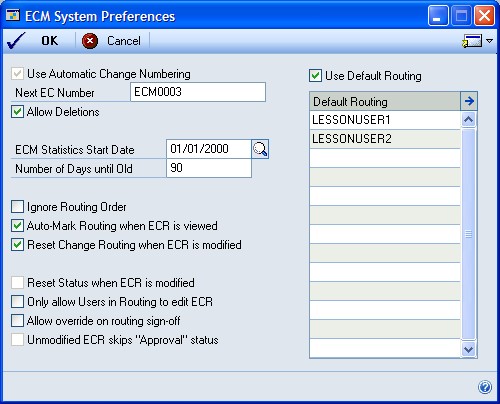 ECM System Preferences
OK Cancel
Use Automatic Change Numbering
Next EC Number ECM0003
Allow Deletions
ECM Statistics Start Date 01/01/2000
Number of Days until Old 90
Ignore Routing Order
Auto-Mark Routing when ECR is viewed
Reset Change Routing when ECR is modified
Reset Status when ECR is modified
Only allow Users in Routing to edit ECR
Allow override on routing sign-off
Unmodified ECR skips "Approval" status
Use Default Routing
Default Routing
LESSONUSER1
LESSONUSER2